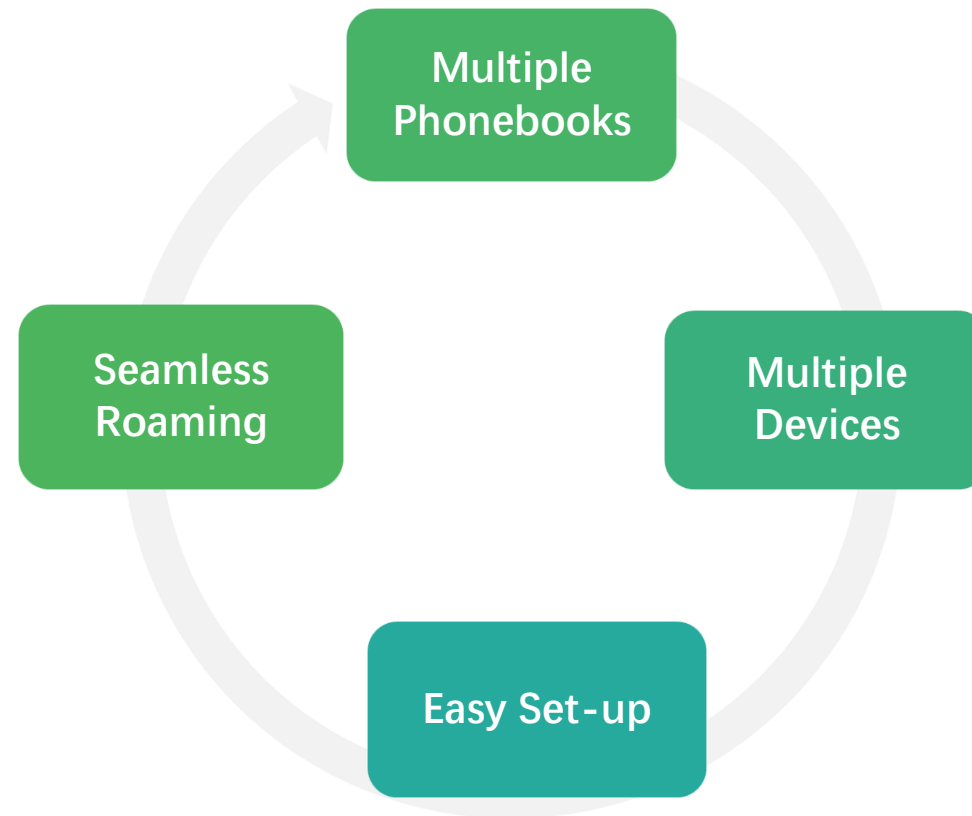 Multiple
Phonebooks
Multiple
Devices
Easy Set-up
Seamless
Roaming